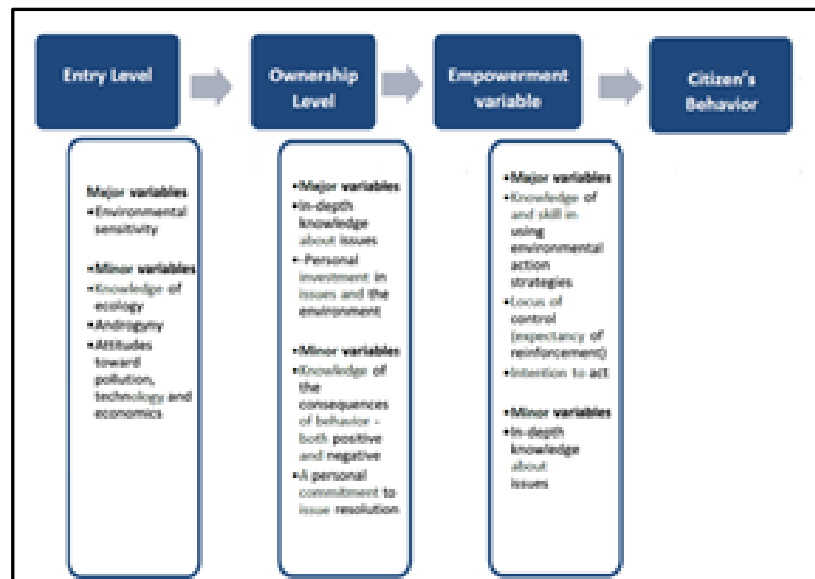 Entry Level
Ownership
Level
Empowerment
variable
Citizen's
Behavior
Major variables
•Environmental
sensitivity
•Minor variables
•Knowledge of
ecology
•Androgyny
•Attitudes
toward
pollution,
technology and
economics
•Major variables
•In-depth
knowledge
about issues
•-Personal
investment in
issues and the
environment
•Minor variables
•Knowledge of
the
consequences
of behavior -
both positive
and negative
•A personal
commitment to
issue resolution
•Major variables
•Knowledge of
and skill in
using
environmental
action
strategies
•Locus of
control
(expectancy of
reinforcement)
•Intention to act
•Minor variables
•In-depth
knowledge
about
issues